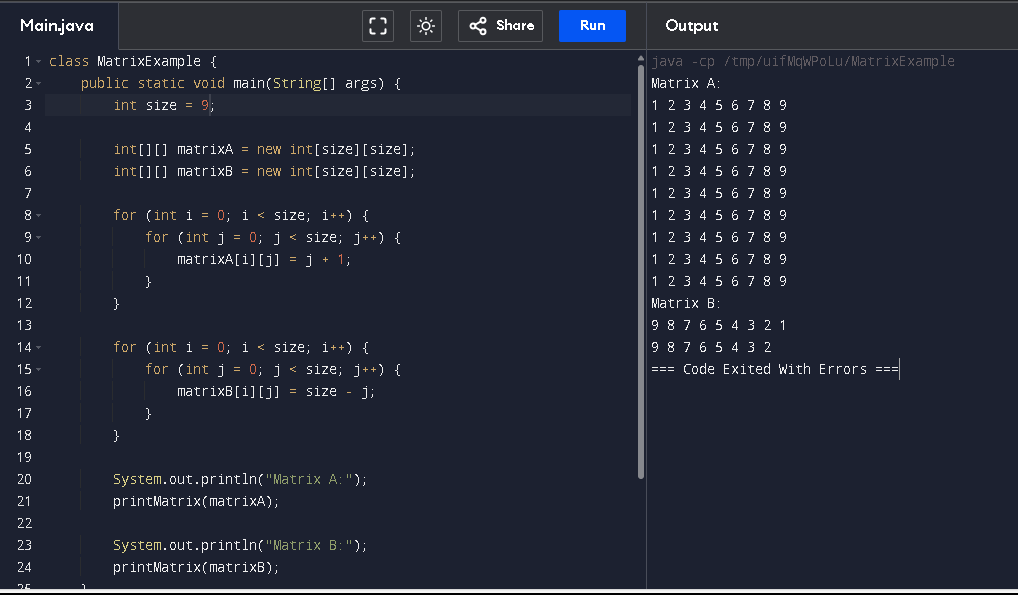 Main.java
Share
Run
Output
1 class MatrixExample {
2 public static void main(String[] args) {
3 int size = 9;
4
5 int[][] matrixA = new int[size][size];
6 int[][] matrixB = new int[size][size];
7
8 for (int i = 0; i < size; i++) {
9 for (int j = 0; j < size; j++) {
10 matrixA[i][j] = j + 1;
11 }
12 }
13
14 for (int i = 0; i < size; i++) {
15 for (int j = 0; j < size; j++) {
16 matrixB[i][j] = size - j;
17 }
18 }
19
20 System.out.println("Matrix A:");
21 printMatrix(matrixA);
22
23 System.out.println("Matrix B:");
24 printMatrix(matrixB);
25 }
java -cp /tmp/uifMqWPoLu/MatrixExample
Matrix A:
1 2 3 4 5 6 7 8 9
1 2 3 4 5 6 7 8 9
1 2 3 4 5 6 7 8 9
1 2 3 4 5 6 7 8 9
1 2 3 4 5 6 7 8 9
1 2 3 4 5 6 7 8 9
1 2 3 4 5 6 7 8 9
1 2 3 4 5 6 7 8 9
1 2 3 4 5 6 7 8 9
Matrix B:
9 8 7 6 5 4 3 2 1
9 8 7 6 5 4 3 2
=== Code Exited With Errors ===